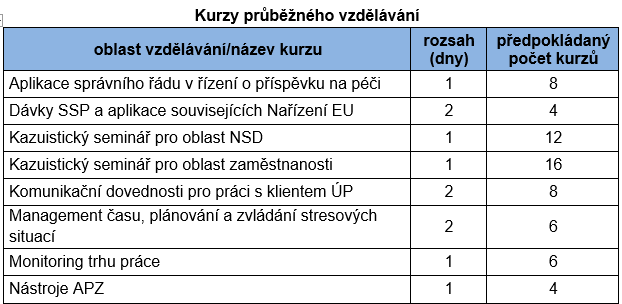 Kurzy průběžného vzdělávání
oblast vzdělávání/název kurzu rozsah (dny) předpokládaný počet kurzů
Aplikace správního řádu v řízení o příspěvku na péči 1 8
Dávky SSP a aplikace souvisejících Nařízení EU 2 4
Kazuistický seminář pro oblast NSD 1 12
Kazuistický seminář pro oblast zaměstnanosti 1 16
Komunikační dovednosti pro práci s klientem ÚP 2 8
Management času, plánování a zvládání stresových
situací 2 6
Monitoring trhu práce 1 6
Nástroje APZ 1 4